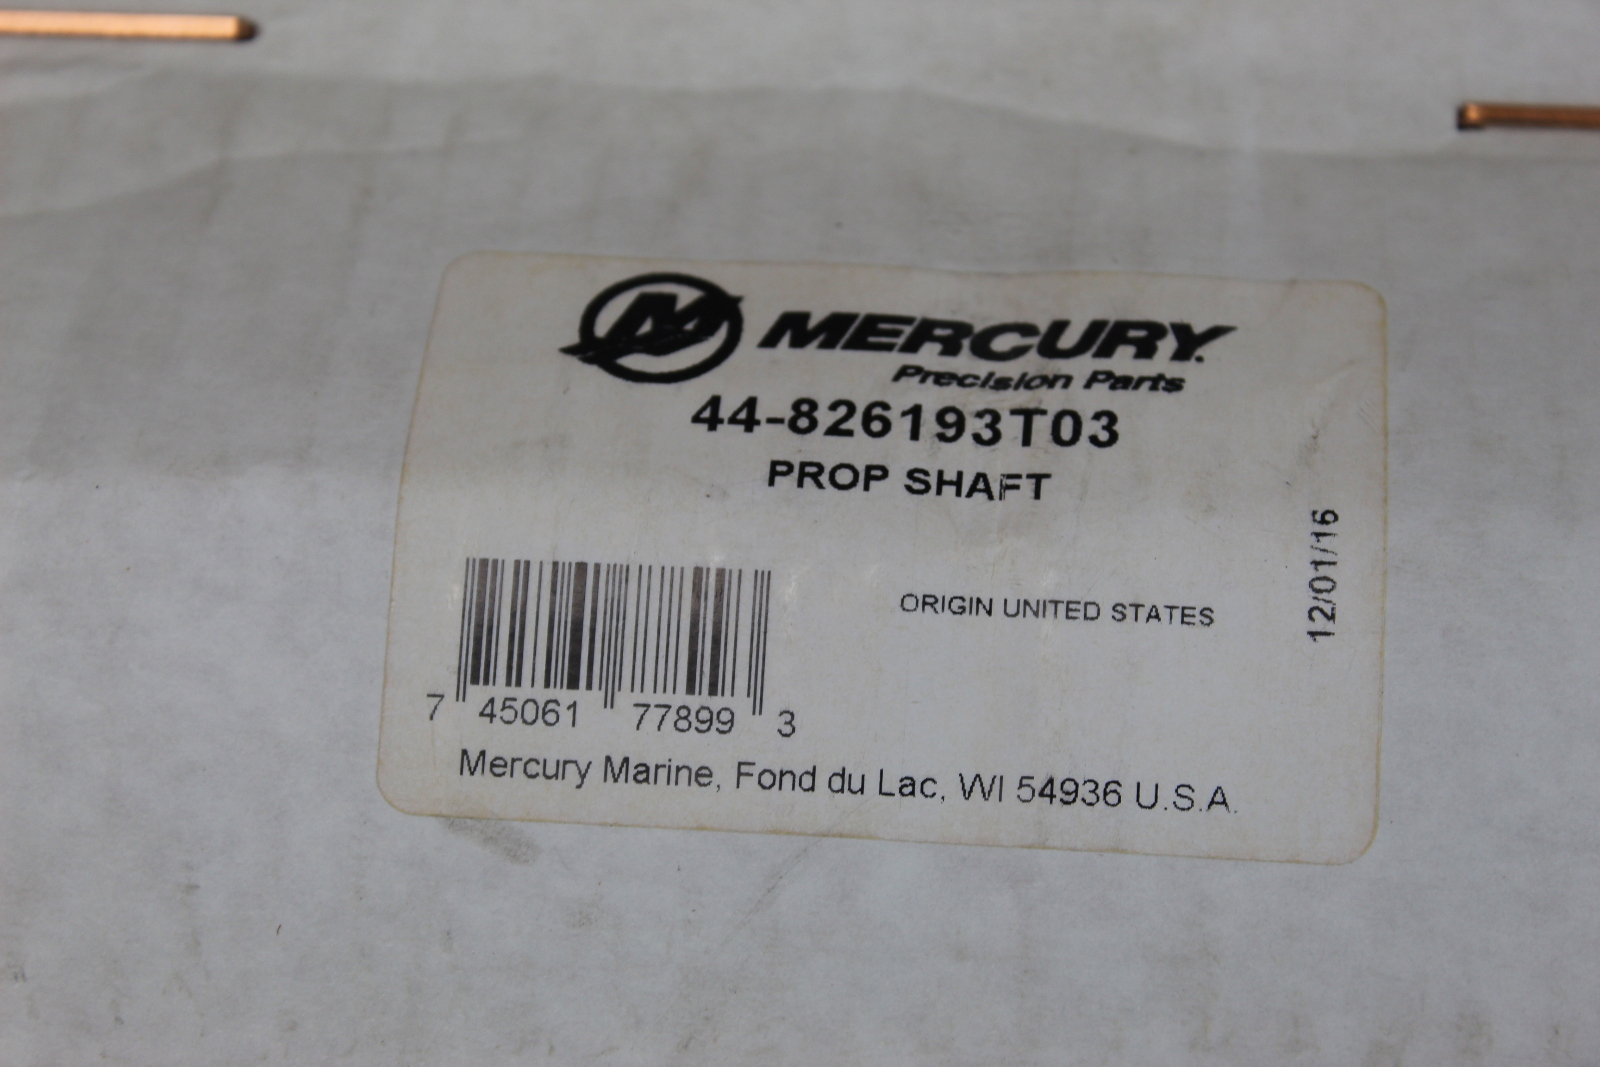 MERCURY
Precision Parts
44-826193T03
PROP SHAFT
ORIGIN UNITED STATES
12/01/16
7 45061 77899 3
Mercury Marine, Fond du Lac, WI 54936 U.S.A.